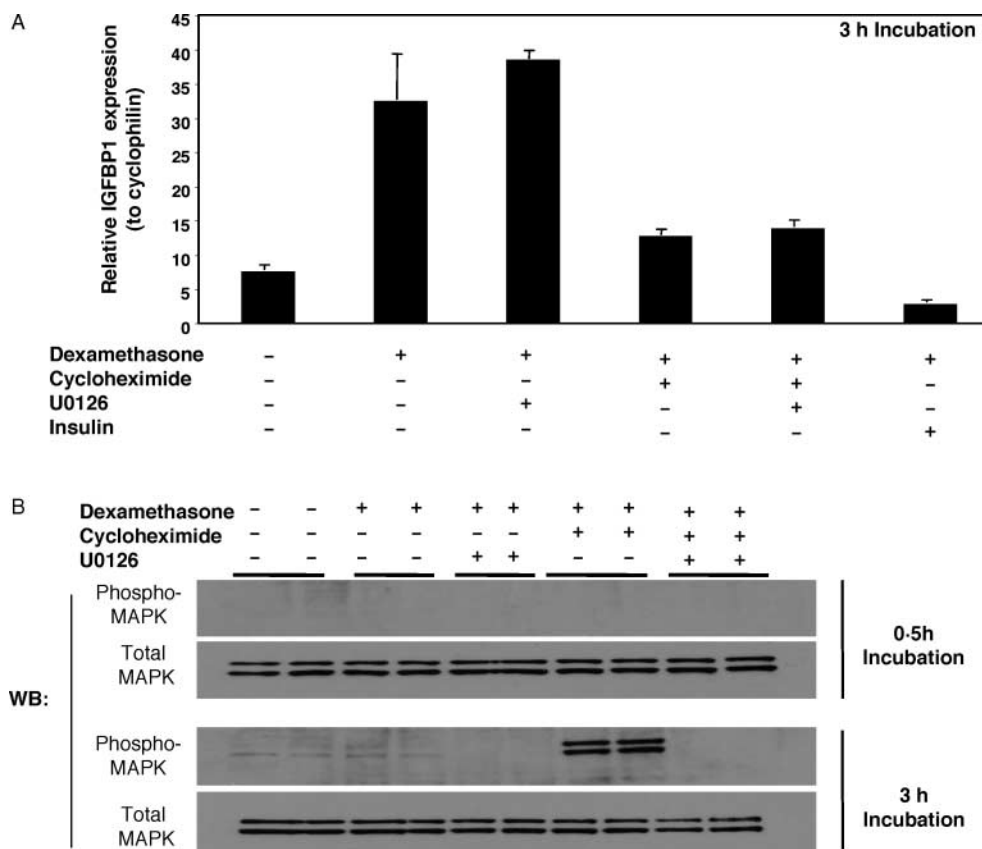 A
3 h Incubation
Relative IGFBP1 expression
(to cyclophilin)
45
40
35
30
25
20
15
10
5
0
Dexamethasone − + + + + +
Cycloheximide − − − + + −
U0126 − − + − + −
Insulin − − − − − +
B
Dexamethasone − − + + + + + + + +
Cycloheximide − − − − − − + + + +
U0126 − − − − + + − − + +
WB:
Phospho-
MAPK
Total
MAPK
0·5h
Incubation
Phospho-
MAPK
Total
MAPK
3 h
Incubation